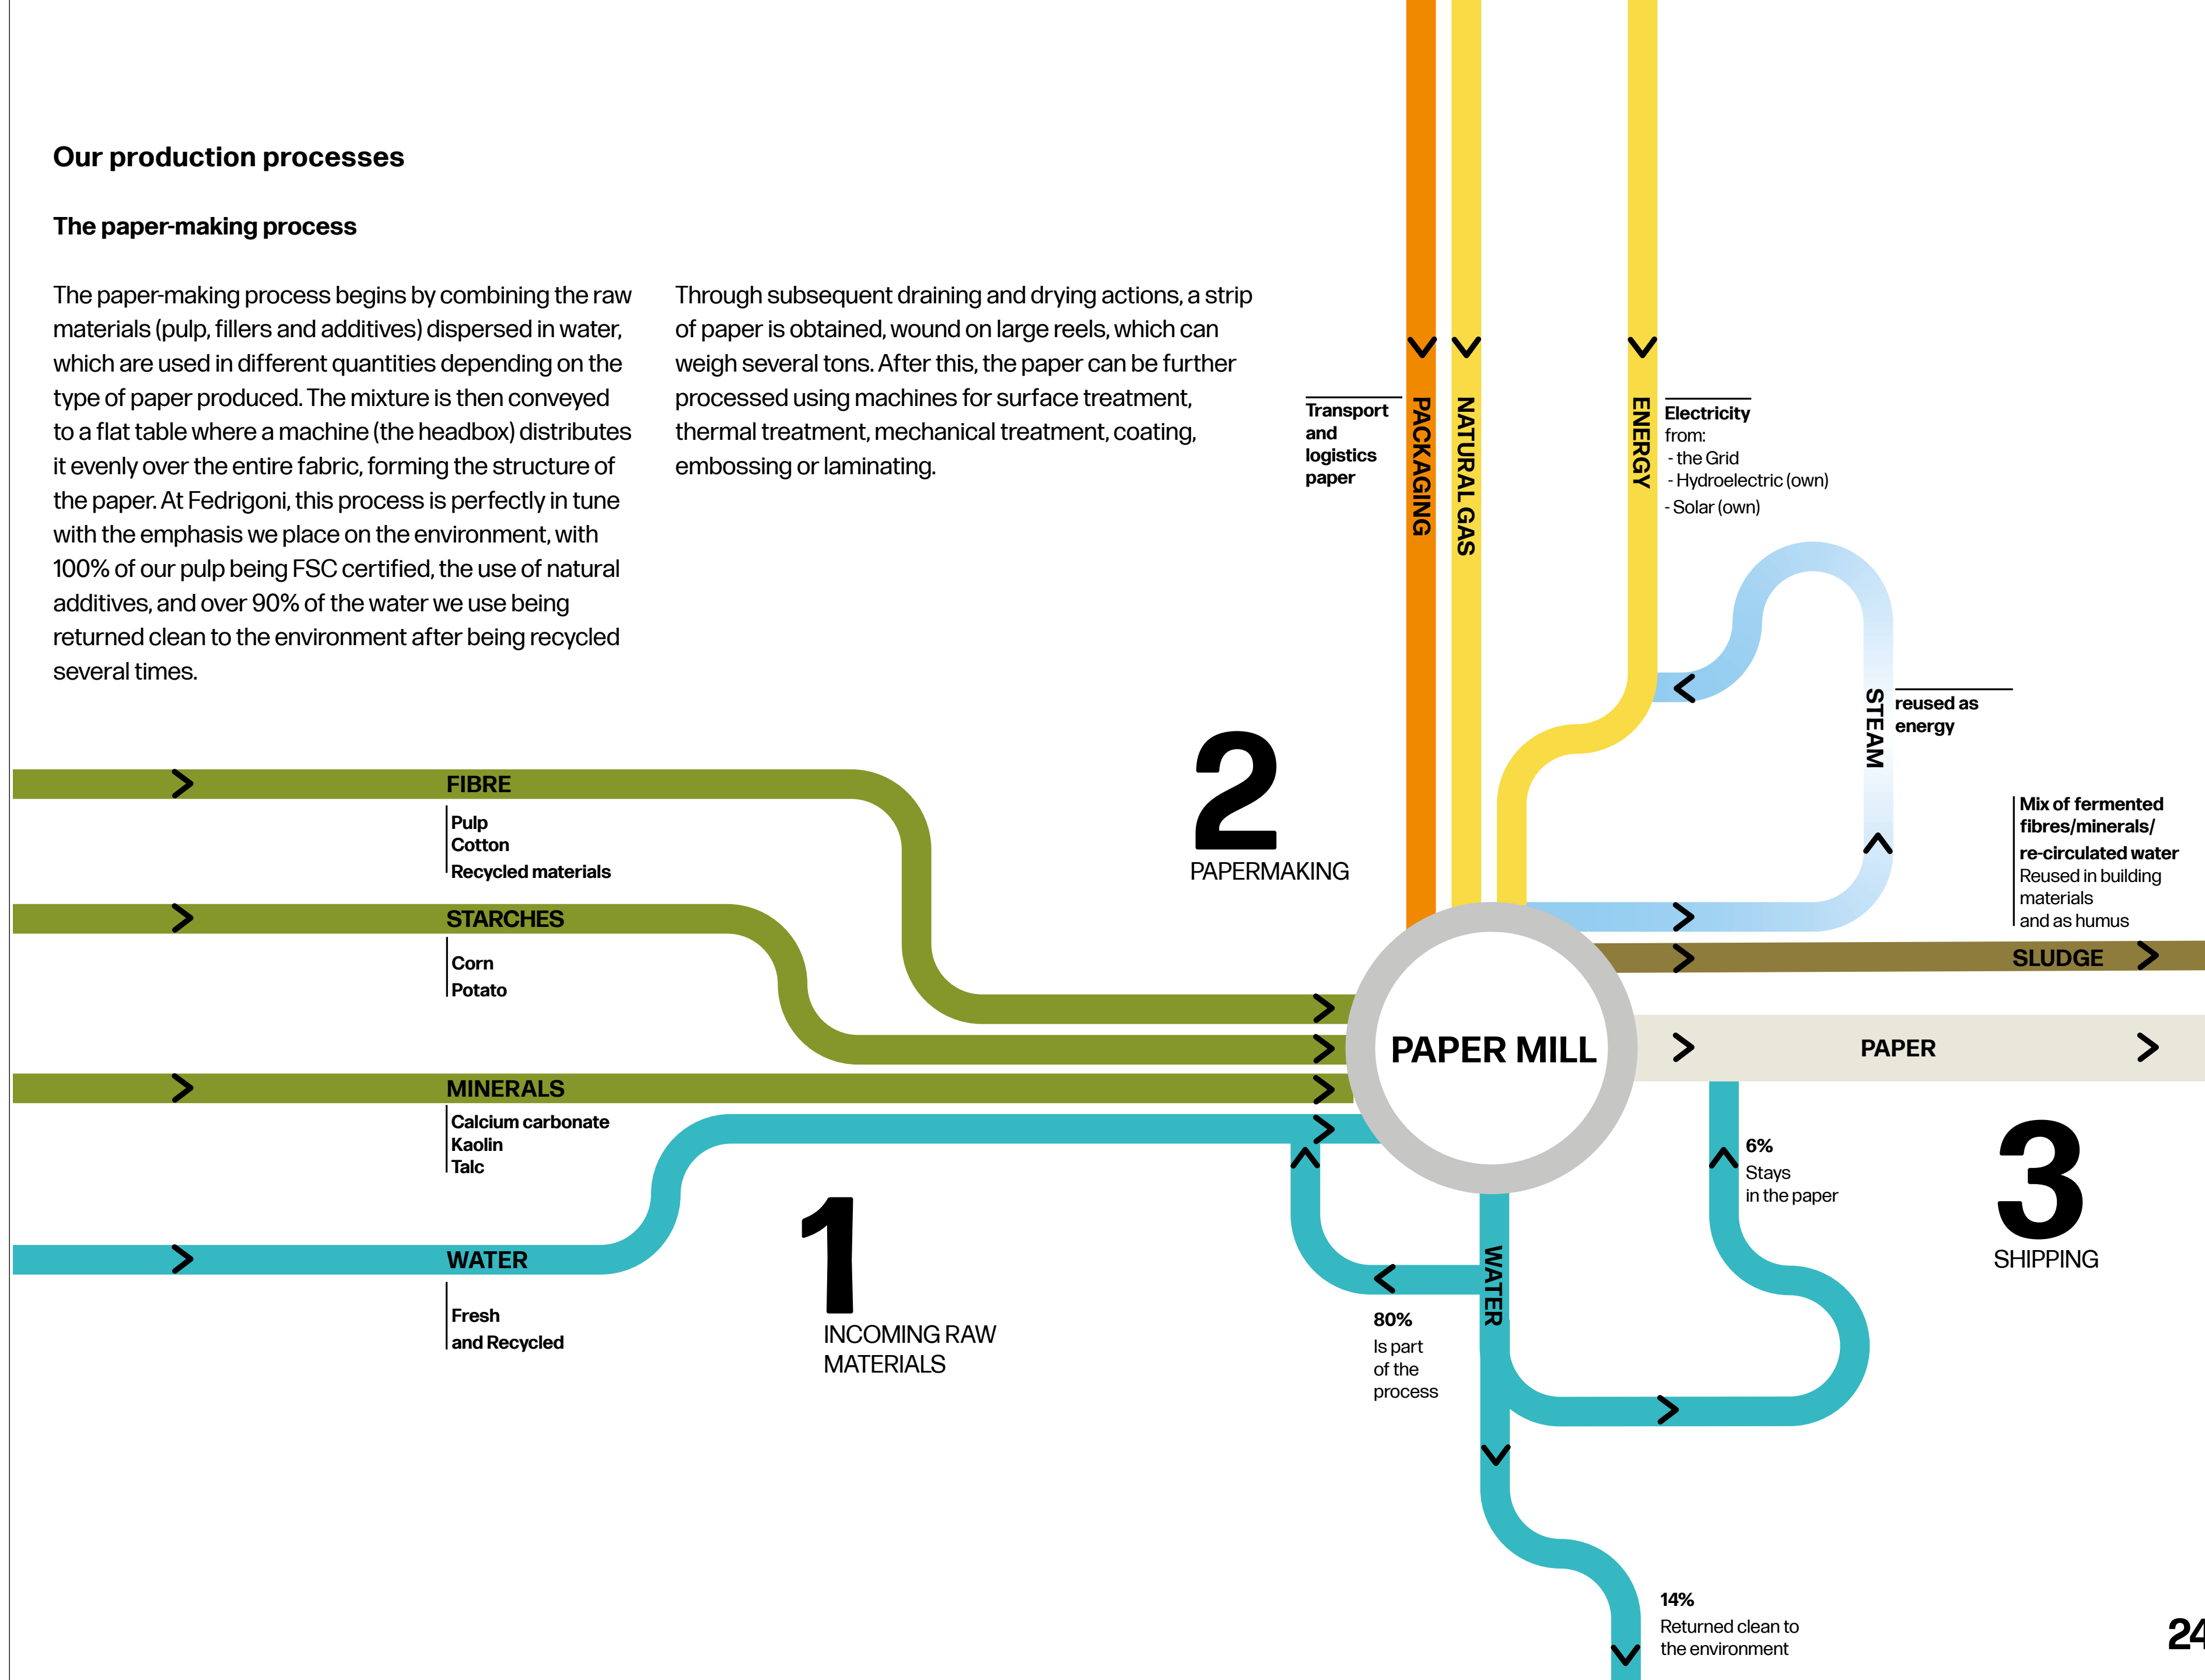 Our production processes
The paper-making process
The paper-making process begins by combining the raw
materials (pulp, fillers and additives) dispersed in water,
which are used in different quantities depending on the
type of paper produced. The mixture is then conveyed
to a flat table where a machine (the headbox) distributes
it evenly over the entire fabric, forming the structure of
the paper. At Fedrigoni, this process is perfectly in tune
with the emphasis we place on the environment, with
100% of our pulp being FSC certified, the use of natural
additives, and over 90% of the water we use being
returned clean to the environment after being recycled
several times.
Through subsequent draining and drying actions, a strip
of paper is obtained, wound on large reels, which can
weigh several tons. After this, the paper can be further
processed using machines for surface treatment,
thermal treatment, mechanical treatment, coating,
embossing or laminating.
Transport
and
logistics
paper
PACKAGING
NATURAL GAS
ENERGY
Electricity
from:
- the Grid
- Hydroelectric (own)
- Solar (own)
STEAM
reused as
energy
2
PAPERMAKING
FIBRE
Pulp
Cotton
Recycled materials
STARCHES
Corn
Potato
MINERALS
Calcium carbonate
Kaolin
Talc
WATER
Fresh
and Recycled
1
INCOMING RAW
MATERIALS
PAPER MILL
Mix of fermented
fibres/minerals/
re-circulated water
Reused in building
materials
and as humus
SLUDGE
PAPER
6%
Stays
in the paper
3
SHIPPING
WATER
80%
Is part
of the
process
14%
Returned clean to
the environment
24